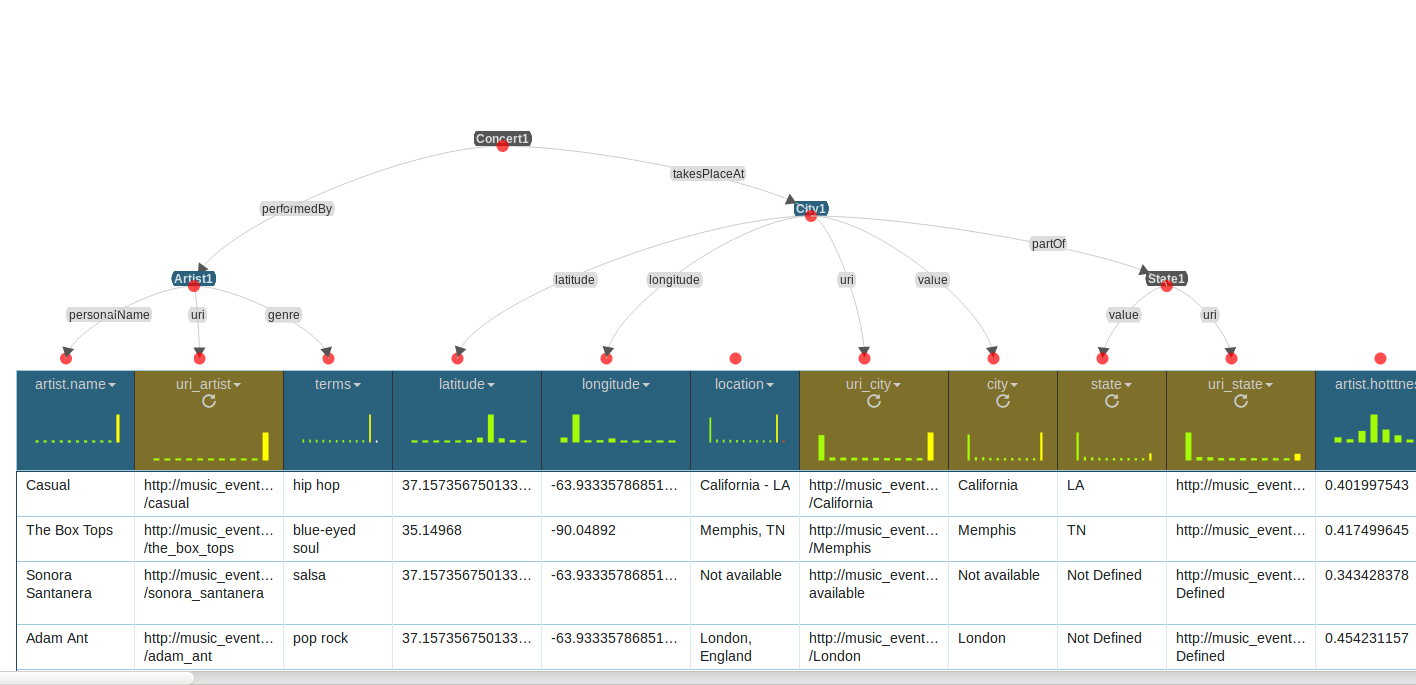 Concert1
takesPlaceAt
performedBy
City1
partOf
Artist1
latitude
longitude
uri
value
State1
personalName
uri
genre
value
uri
artist.name uri_artist terms latitude longitude location uri_city city state uri_state artist.hotttnes
Casual http://music_event… hip hop 37.157356750133… -63.93335786851… California - LA http://music_event… California LA http://music_event… 0.401997543
/casual /California
The Box Tops http://music_event… blue-eyed 35.14968 -90.04892 Memphis, TN http://music_event… Memphis TN http://music_event… 0.417499645
/the_box_tops soul /Memphis
Sonora http://music_event… salsa 37.157356750133… -63.93335786851… Not available http://music_event… Not available Not Defined http://music_event… 0.343428378
Santanera /sonora_santanera available Defined
Adam Ant http://music_event… pop rock 37.157356750133… -63.93335786851… London, http://music_event… London Not Defined http://music_event… 0.454231157
/adam_ant England /London Defined